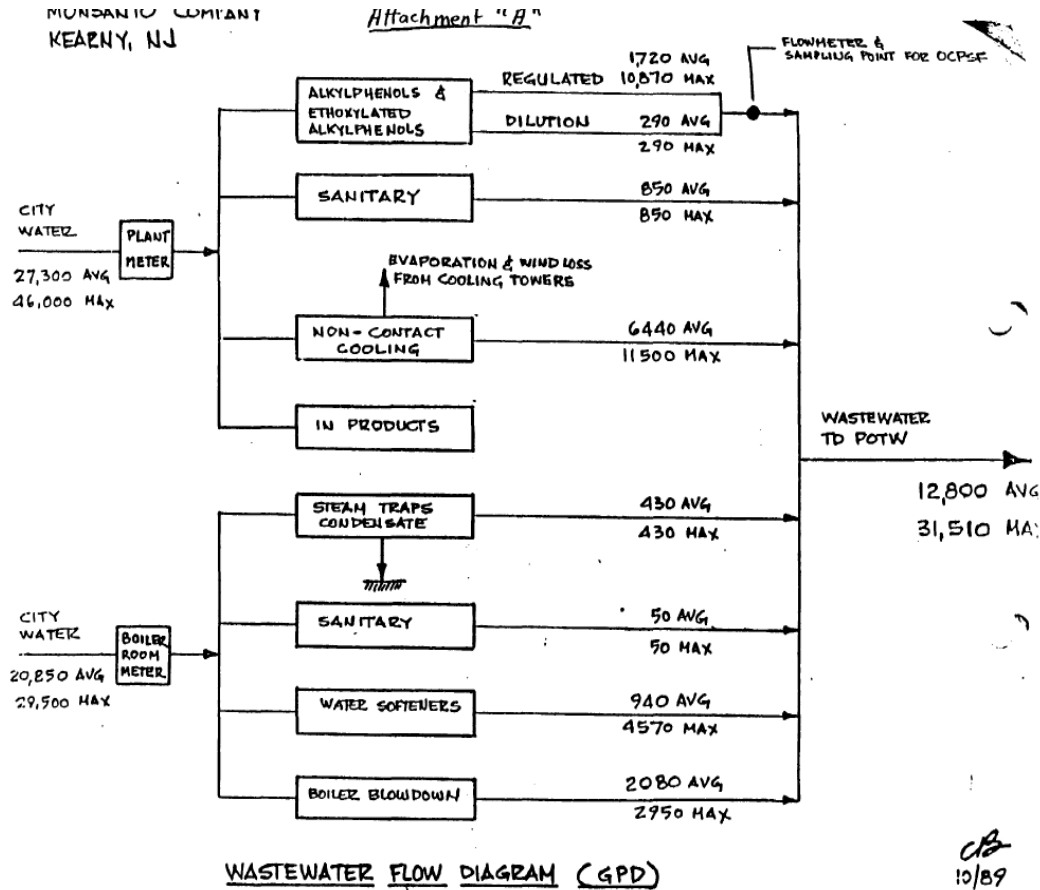 MONSANTO COMPANY
KEARNY, NJ
Attachment "A"
FLOWMETER &
SAMPLING POINT FOR OCPSF
ALKYLPHENOLS &
ETHOXYLATED
ALKYLPHENOLS
1,720 AVG
REGULATED 10,870 MAX
DILUTION 290 AVG
290 MAX
SANITARY
850 AVG
850 MAX
CITY
WATER
27,300 AVG
46,000 MAX
PLANT
METER
EVAPORATION & WIND LOSS
FROM COOLING TOWERS
NON-CONTACT
COOLING
6440 AVG
11500 MAX
IN PRODUCTS
WASTEWATER
TO POTW
12,800 AVG
31,510 MAX
STEAM TRAPS
CONDENSATE
430 AVG
430 MAX
CITY
WATER
20,850 AVG
29,500 MAX
BOILER
ROOM
METER
SANITARY
50 AVG
50 MAX
WATER SOFTENERS
940 AVG
4570 MAX
BOILER BLOWDOWN
2080 AVG
2950 MAX
WASTEWATER FLOW DIAGRAM (GPD)
10/89